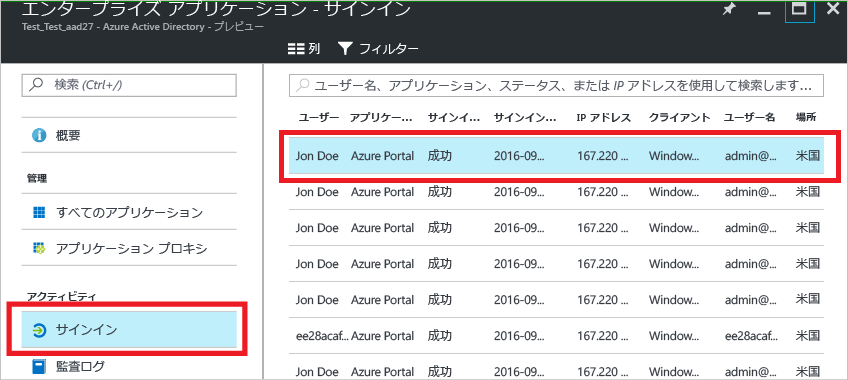 エンタープライズ アプリケーション - サインイン
Test_Test_aad27 - Azure Active Directory - プレビュー
列 フィルター
検索 (Ctrl+/)
概要
管理
すべてのアプリケーション
アプリケーション プロキシ
アクティビティ
サインイン
監査ログ
ユーザー名、アプリケーション、ステータス、または IP アドレスを使用して検索します...
ユーザー アプリケー... サインイ... サインイン... IP アドレス クライアント ユーザー名 場所
Jon Doe Azure Portal 成功 2016-09... 167.220 ... Window... admin@... 米国
Jon Doe Azure Portal 成功 2016-09... 167.220 ... Window... admin@... 米国
Jon Doe Azure Portal 成功 2016-09... 167.220 ... Window... admin@... 米国
Jon Doe Azure Portal 成功 2016-09... 167.220 ... Window... admin@... 米国
Jon Doe Azure Portal 成功 2016-09... 167.220 ... Window... admin@... 米国
ee28acaf... Azure Portal 成功 2016-09... 167.220 ... Window... ee28acaf... 米国
Jon Doe Azure Portal 成功 2016-09... 167.220 ... Window... admin@... 米国